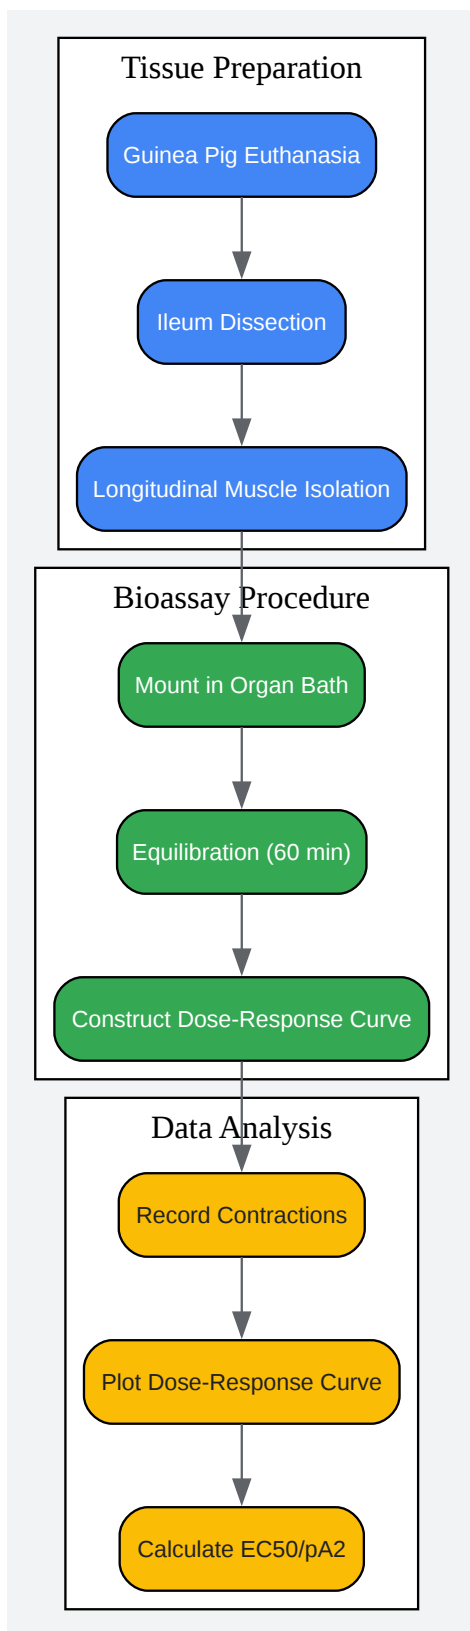 Tissue Preparation
Guinea Pig Euthanasia
Ileum Dissection
Longitudinal Muscle Isolation
Bioassay Procedure
Mount in Organ Bath
Equilibration (60 min)
Construct Dose-Response Curve
Data Analysis
Record Contractions
Plot Dose-Response Curve
Calculate EC50/pA2